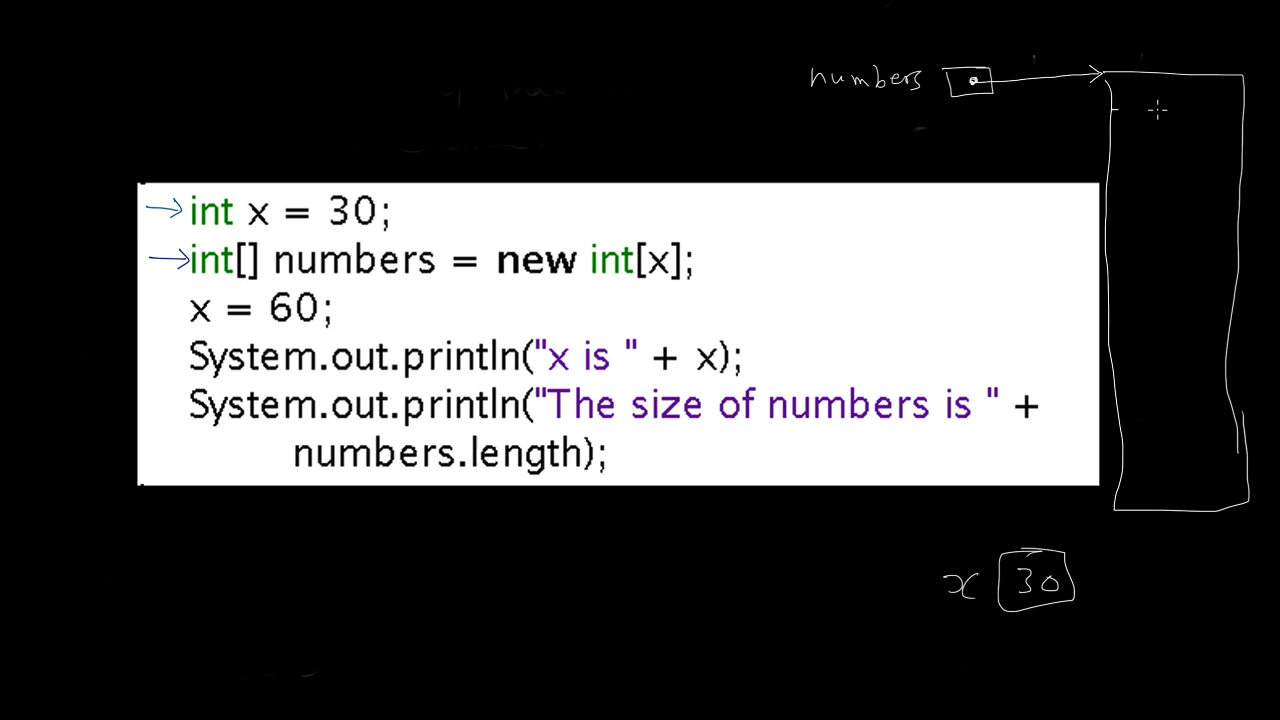 numbers
int x = 30;
int[] numbers = new int[x];
x = 60;
System.out.println("x is " + x);
System.out.println("The size of numbers is " +
numbers.length);
x 30